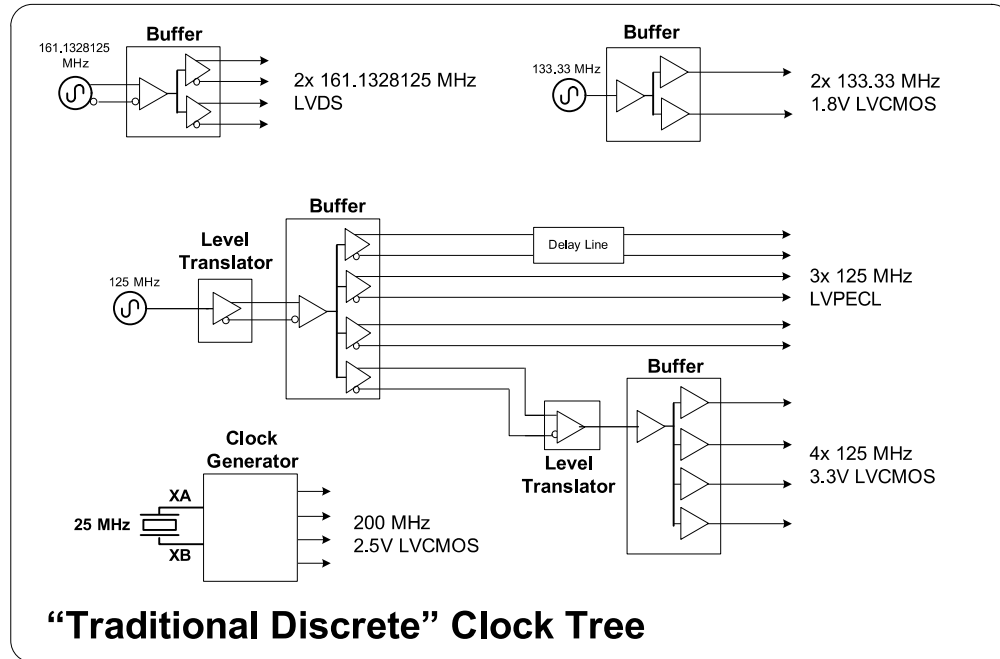 Buffer
161.1328125
MHz
2x 161.1328125 MHz
LVDS
Buffer
133.33 MHz
2x 133.33 MHz
1.8V LVCMOS
Buffer
Level
Translator
125 MHz
Delay Line
3x 125 MHz
LVPECL
Buffer
Level
Translator
4x 125 MHz
3.3V LVCMOS
Clock
Generator
XA
25 MHz
XB
200 MHz
2.5V LVCMOS
“Traditional Discrete” Clock Tree